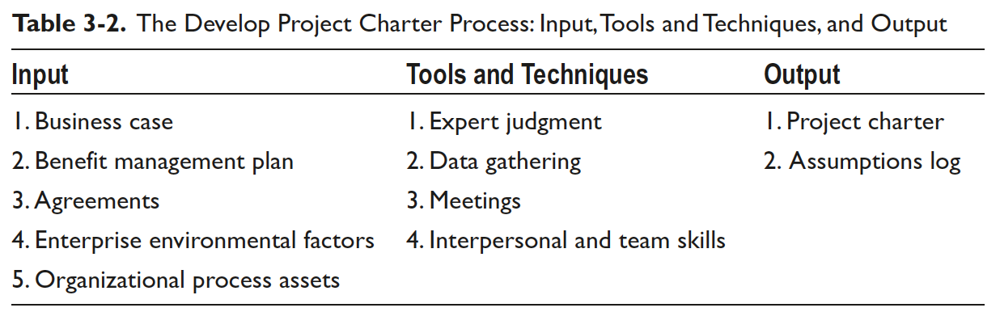 Table 3-2. The Develop Project Charter Process: Input, Tools and Techniques, and Output
Input Tools and Techniques Output
1. Business case 1. Expert judgment 1. Project charter
2. Benefit management plan 2. Data gathering 2. Assumptions log
3. Agreements 3. Meetings
4. Enterprise environmental factors 4. Interpersonal and team skills
5. Organizational process assets